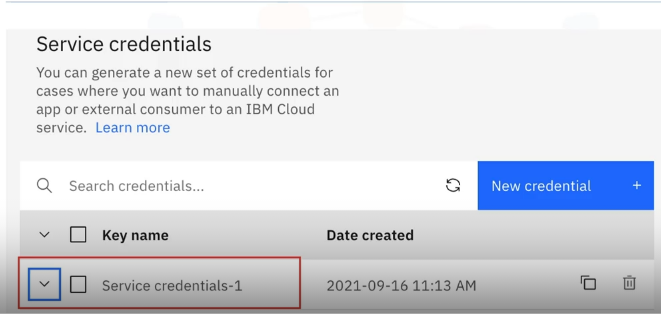 Service credentials
You can generate a new set of credentials for
cases where you want to manually connect an
app or external consumer to an IBM Cloud
service. Learn more
Search credentials...
New credential +
Key name Date created
Service credentials-1 2021-09-16 11:13 AM